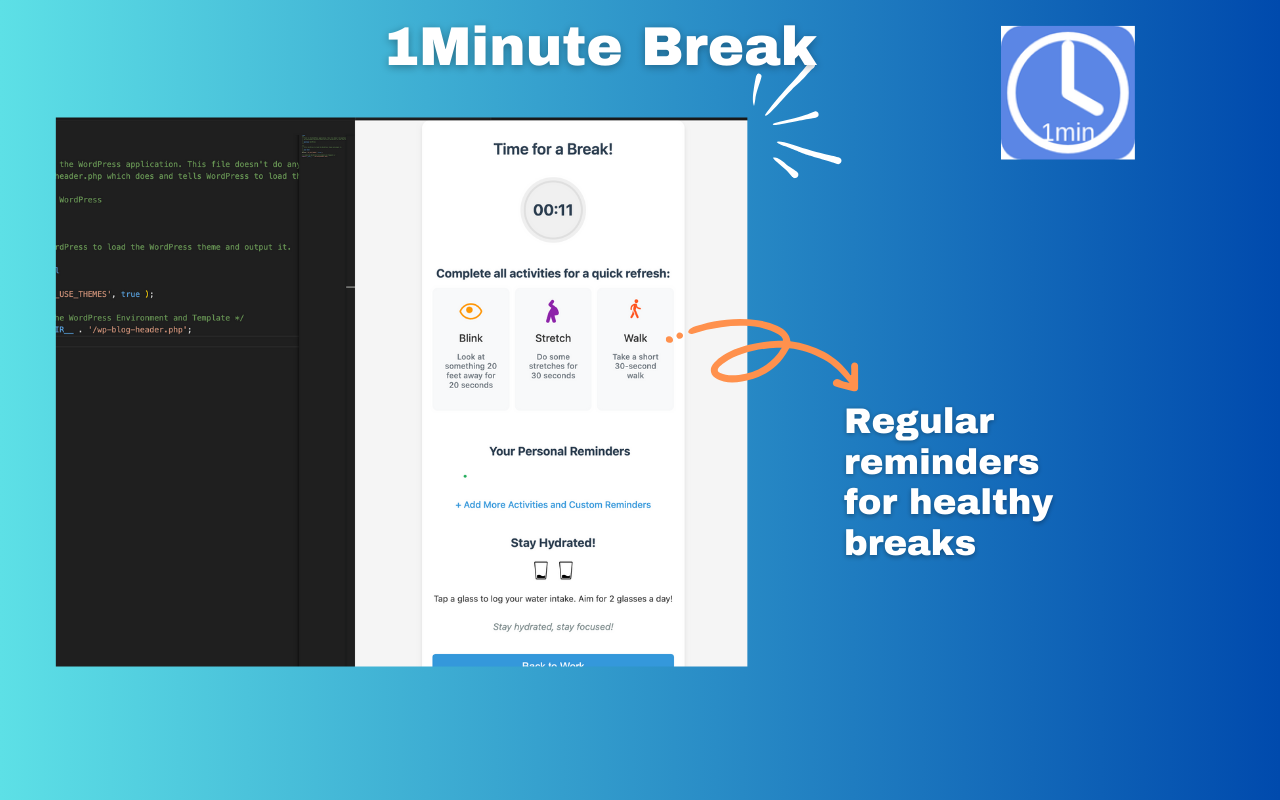 1Minute Break
1min
the WordPress application. This file doesn't do any
header.php which does and tells WordPress to load th
WordPress
rdPress to load the WordPress theme and output it.
l
_USE_THEMES', true );
he WordPress Environment and Template */
IR__ . '/wp-blog-header.php';
Time for a Break!
00:11
Complete all activities for a quick refresh:
Blink
Look at
something 20
feet away for
20 seconds
Stretch
Do some
stretches for
30 seconds
Walk
Take a short
30-second
walk
Your Personal Reminders
+ Add More Activities and Custom Reminders
Stay Hydrated!
Tap a glass to log your water intake. Aim for 2 glasses a day!
Stay hydrated, stay focused!
Back to Work
Regular
reminders
for healthy
breaks